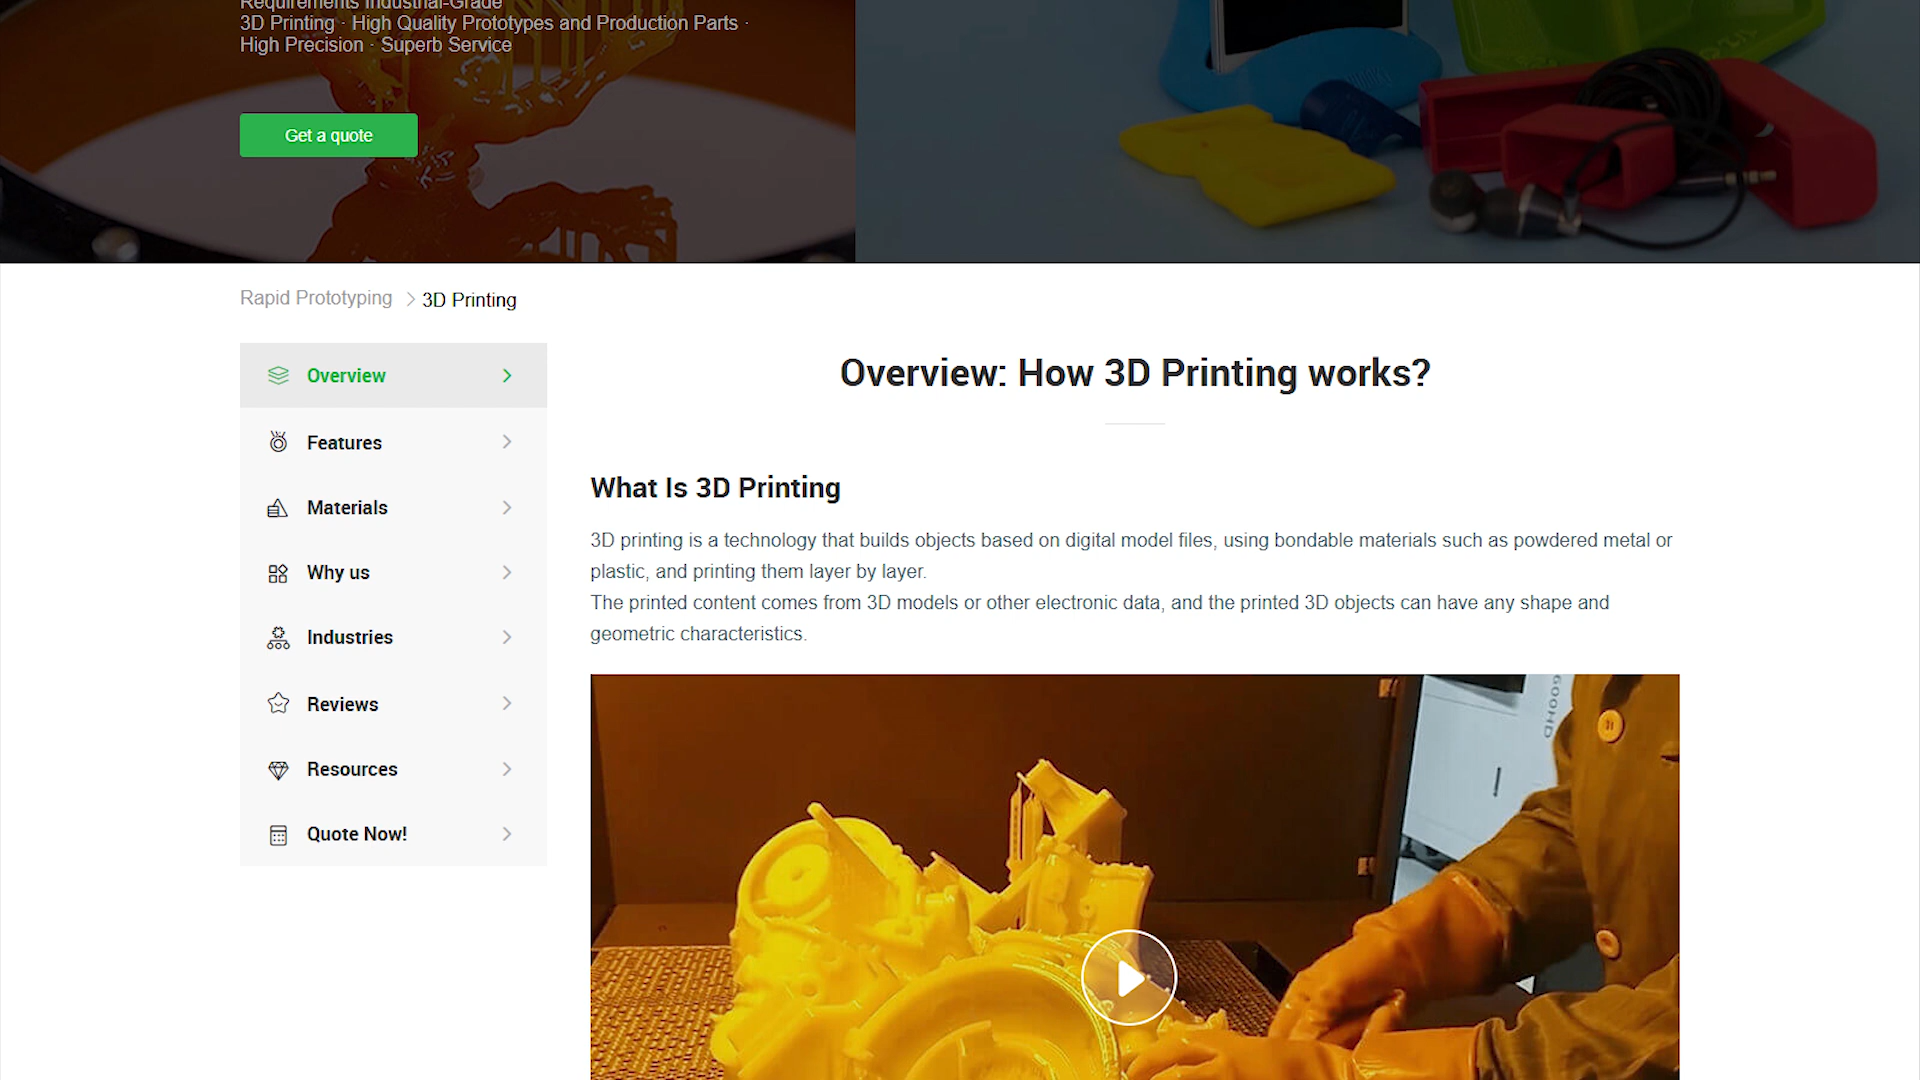 Requirements Industrial-Grade
3D Printing · High Quality Prototypes and Production Parts ·
High Precision · Superb Service
Get a quote
Rapid Prototyping
3D Printing
Overview
Features
Materials
Why us
Industries
Reviews
Resources
Quote Now!
Overview: How 3D Printing works?
What Is 3D Printing
3D printing is a technology that builds objects based on digital model files, using bondable materials such as powdered metal or
plastic, and printing them layer by layer.
The printed content comes from 3D models or other electronic data, and the printed 3D objects can have any shape and
geometric characteristics.